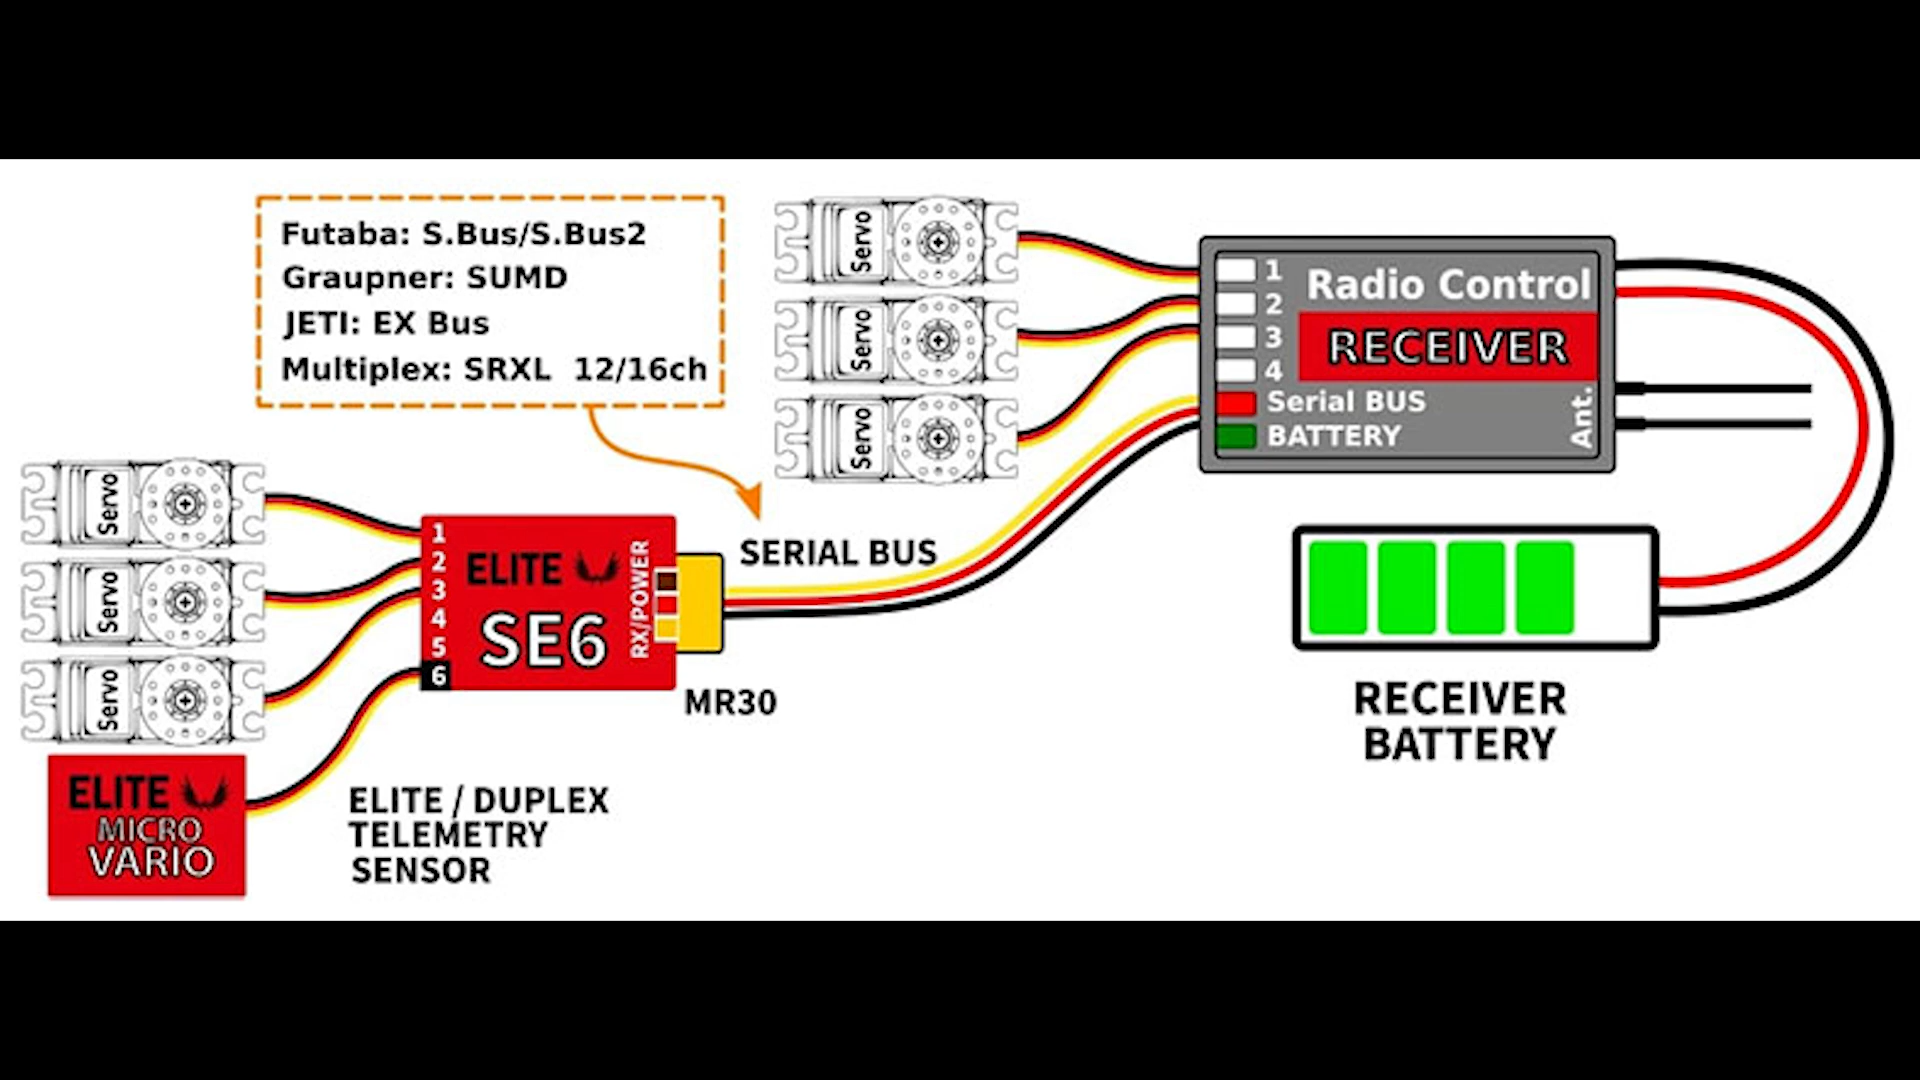 Futaba: S.Bus/S.Bus2
Graupner: SUMD
JETI: EX Bus
Multiplex: SRXL 12/16ch
Servo
Servo
Servo
1
2
3
4
Radio Control
RECEIVER
Serial BUS
BATTERY
Ant.
Servo
Servo
Servo
1
2
3
4
5
6
ELITE
SE6
RX/POWER
SERIAL BUS
MR30
RECEIVER
BATTERY
ELITE
MICRO
VARIO
ELITE / DUPLEX
TELEMETRY
SENSOR